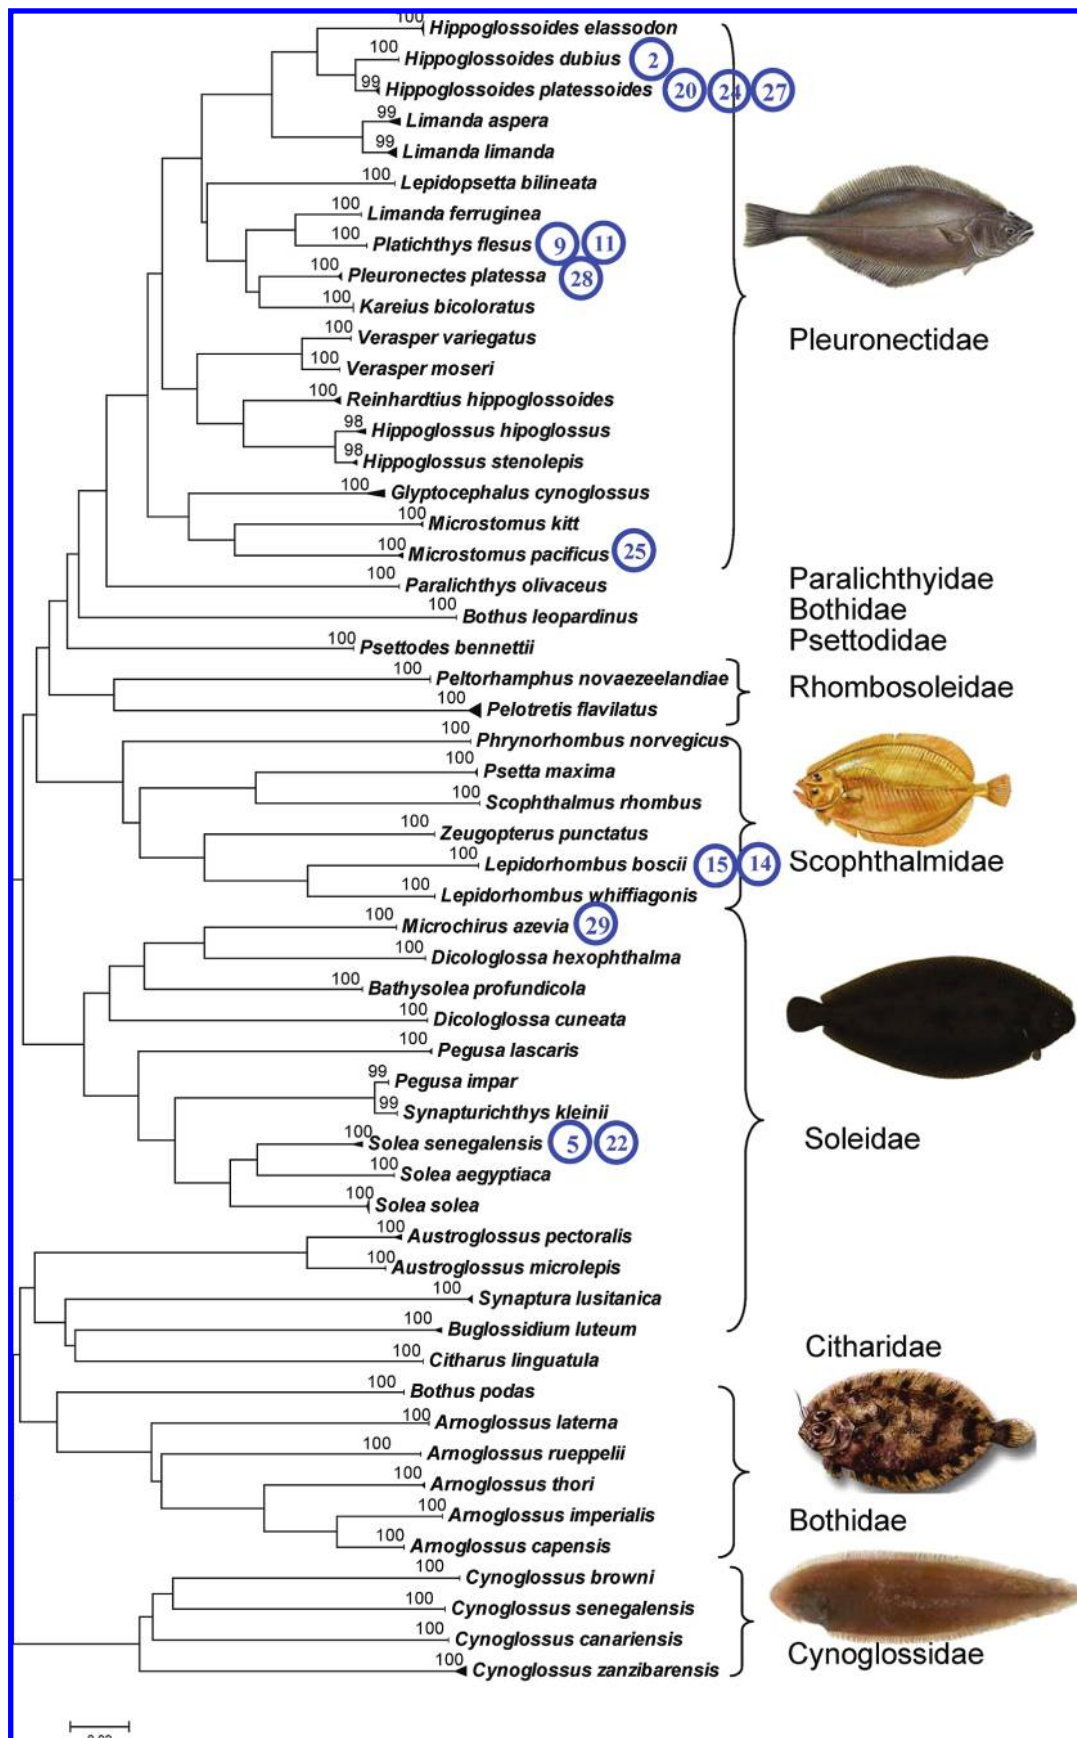 100 Hippoglossoides elassodon
100 Hippoglossoides dubius 2
99 Hippoglossoides platessoides 20 24 27
99 Limanda aspera
99 Limanda limanda
100 Lepidopsetta bilineata
100 Limanda ferruginea
100 Platichthys flesus 9 11
100 Pleuronectes platessa 28
100 Kareius bicoloratus
100 Verasper variegatus
Pleuronectidae
100 Verasper moseri
100 Reinhardtius hippoglossoides
98 Hippoglossus hipoglossus
98 Hippoglossus stenolepis
100 Glyptocephalus cynoglossus
100 Microstomus kitt
100 Microstomus pacificus 25
100 Paralichthys olivaceus
Paralichthyidae
100 Bothus leopardinus
Bothidae
100 Psettodes bennettii
Psettodidae
100 Peltorhamphus novaezeelandiae
Rhombosoleidae
100 Pelotretis flavilatus
100 Phrynorhombus norvegicus
100 Psetta maxima
100 Scophthalmus rhombus
100 Zeugopterus punctatus
100 Lepidorhombus boscii 15 14
Scophthalmidae
100 Lepidorhombus whiffiagonis
100 Microchirus azevia 29
100 Dicologlossa hexophthalma
100 Bathysolea profundicola
100 Dicologlossa cuneata
100 Pegusa lascaris
99 Pegusa impar
99 Synapturichthys kleinii
100 Solea senegalensis 5 22
Soleidae
100 Solea aegyptiaca
100 Solea solea
100 Austroglossus pectoralis
100 Austroglossus microlepis
100 Synaptura lusitanica
100 Buglossidium luteum
Citharidae
100 Citharus linguatula
100 Bothus podas
100 Arnoglossus laterna
100 Arnoglossus rueppelii
100 Arnoglossus thori
100 Arnoglossus imperialis
Bothidae
100 Arnoglossus capensis
100 Cynoglossus browni
100 Cynoglossus senegalensis
100 Cynoglossus canariensis
Cynoglossidae
100 Cynoglossus zanzibarensis